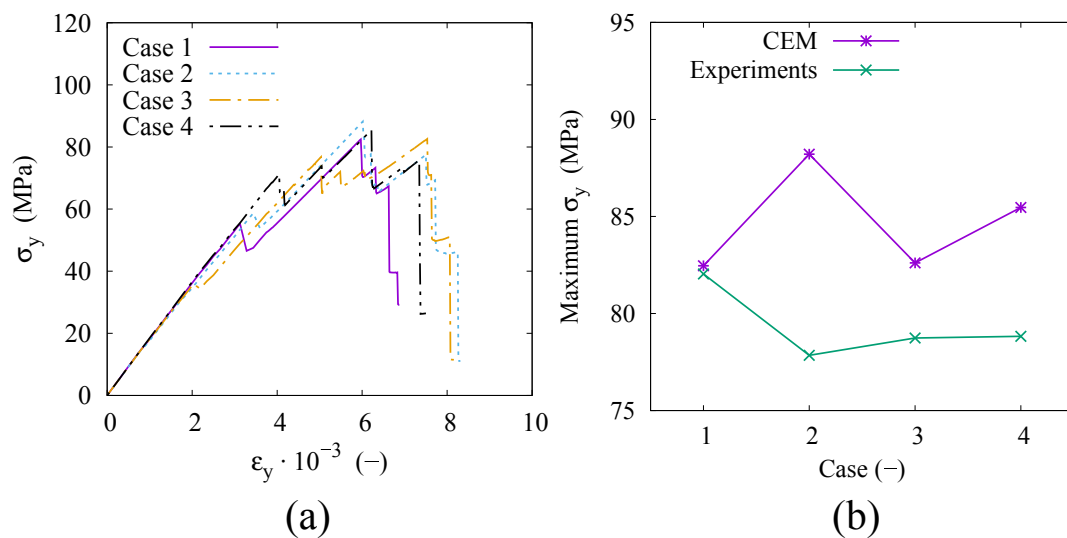 120
100
80
60
40
20
0
σy (MPa)
Case 1
Case 2
Case 3
Case 4
0 2 4 6 8 10
εy · 10⁻³ (−)
(a)
95
90
85
80
75
Maximum σy (MPa)
CEM
Experiments
1 2 3 4
Case (−)
(b)